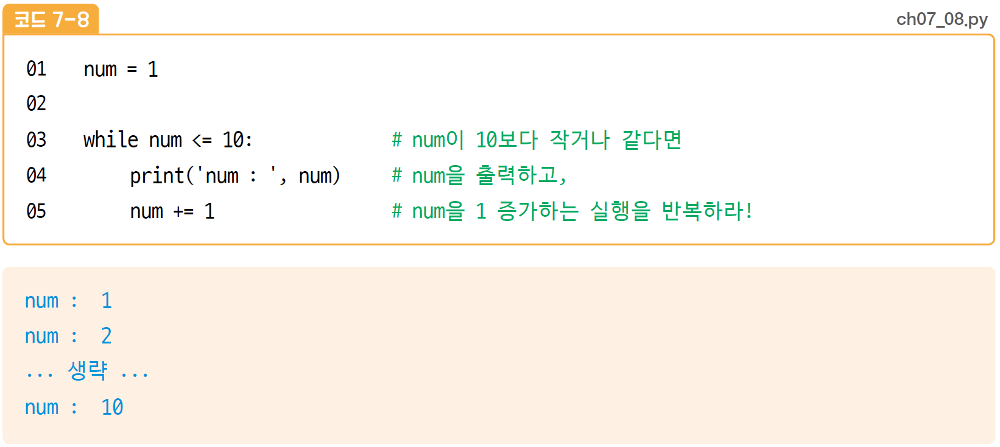 코드 7-8
ch07_08.py
01 num = 1
02
03 while num <= 10: # num이 10보다 작거나 같다면
04 print('num : ', num) # num을 출력하고,
05 num += 1 # num을 1 증가하는 실행을 반복하라!
num : 1
num : 2
... 생략 ...
num : 10